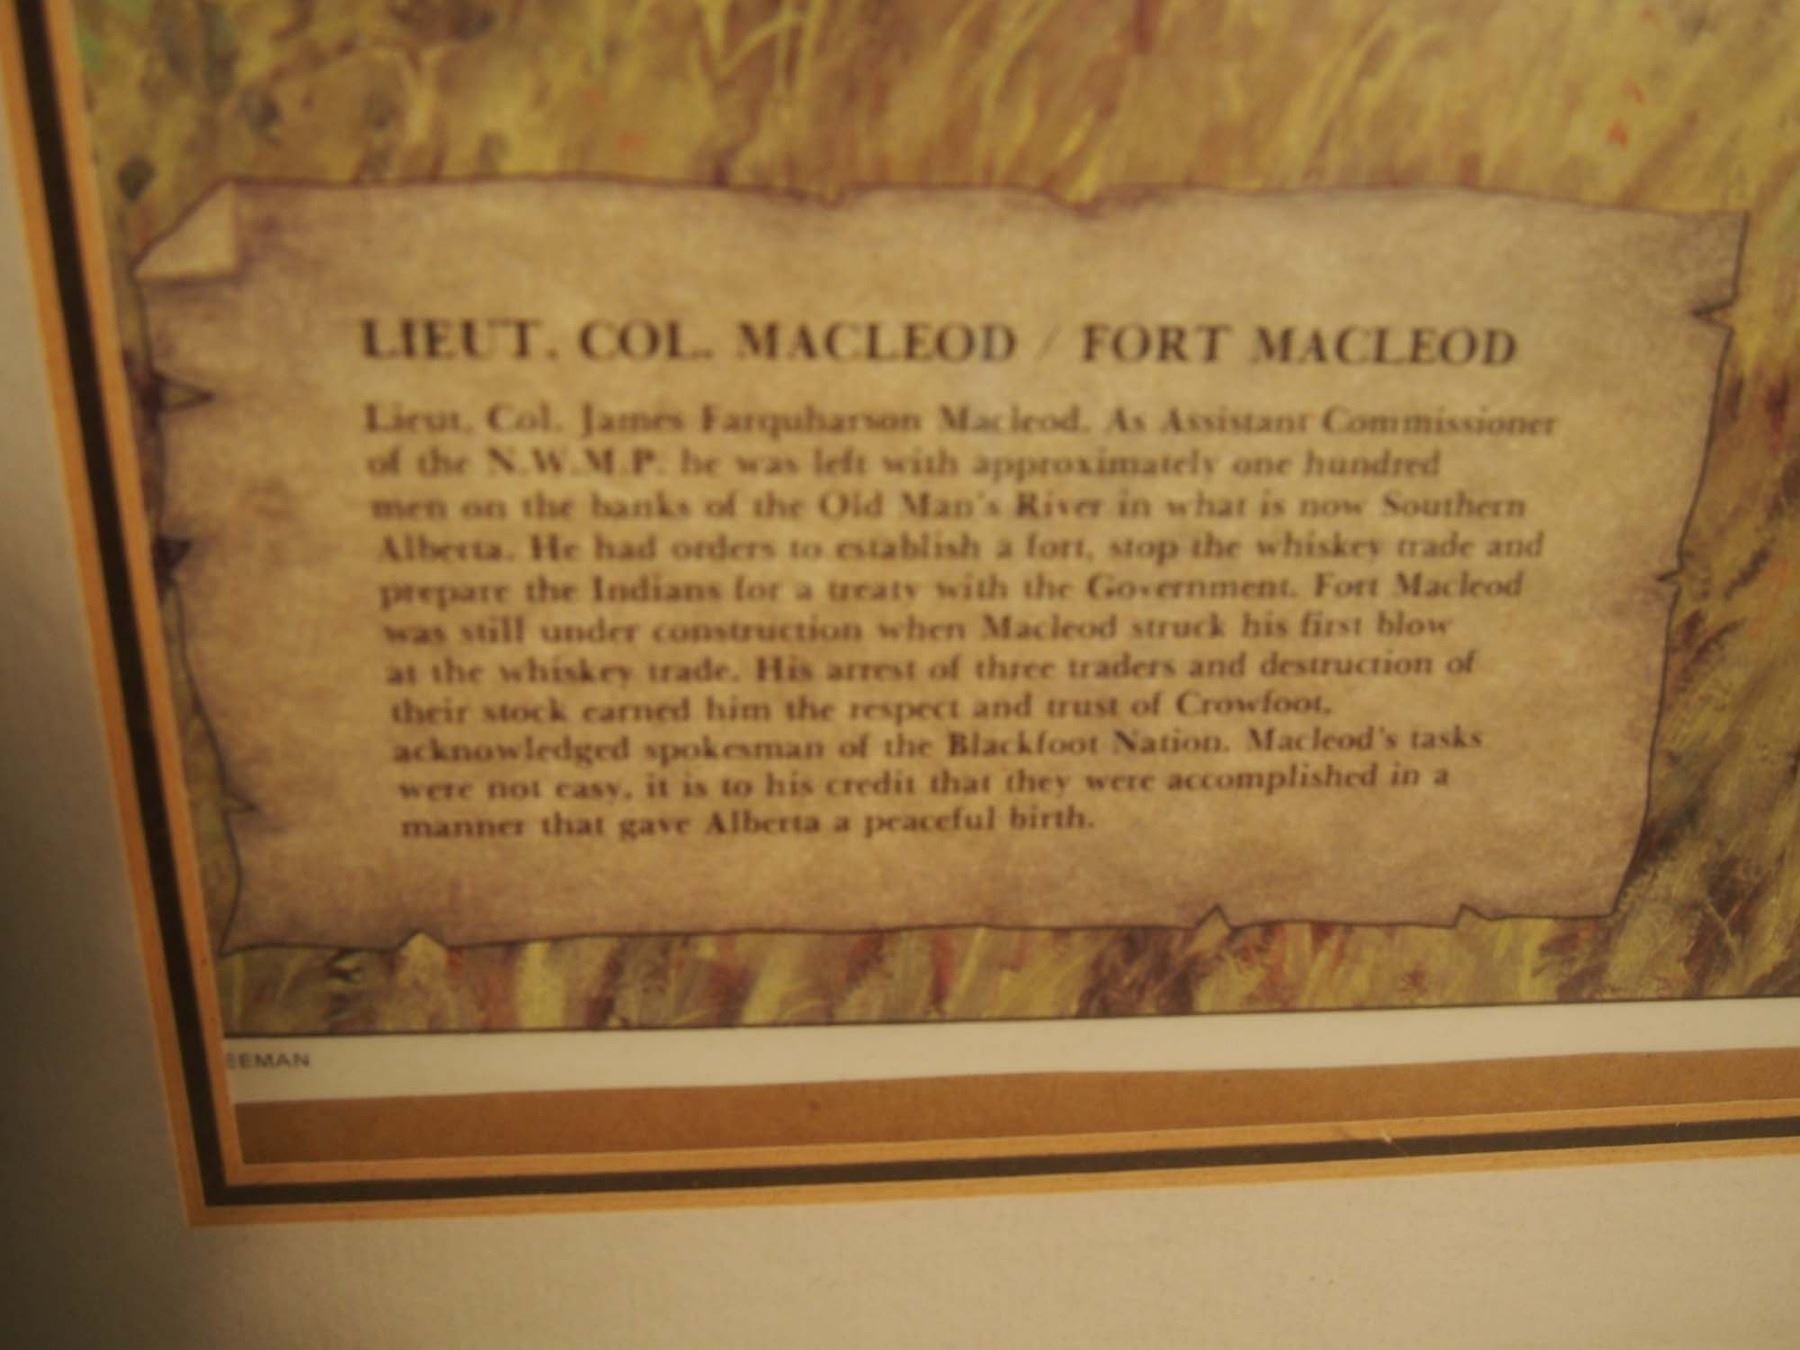 LIEUT. COL. MACLEOD / FORT MACLEOD
Lieut. Col. James Farquharson Macleod. As Assistant Commissioner
of the N.W.M.P. he was left with approximately one hundred
men on the banks of the Old Man's River in what is now Southern
Alberta. He had orders to establish a fort, stop the whiskey trade and
prepare the Indians for a treaty with the Government. Fort Macleod
was still under construction when Macleod struck his first blow
at the whiskey trade. His arrest of three traders and destruction of
their stock earned him the respect and trust of Crowfoot,
acknowledged spokesman of the Blackfoot Nation. Macleod's tasks
were not easy, it is to his credit that they were accomplished in a
manner that gave Alberta a peaceful birth.
EEMAN